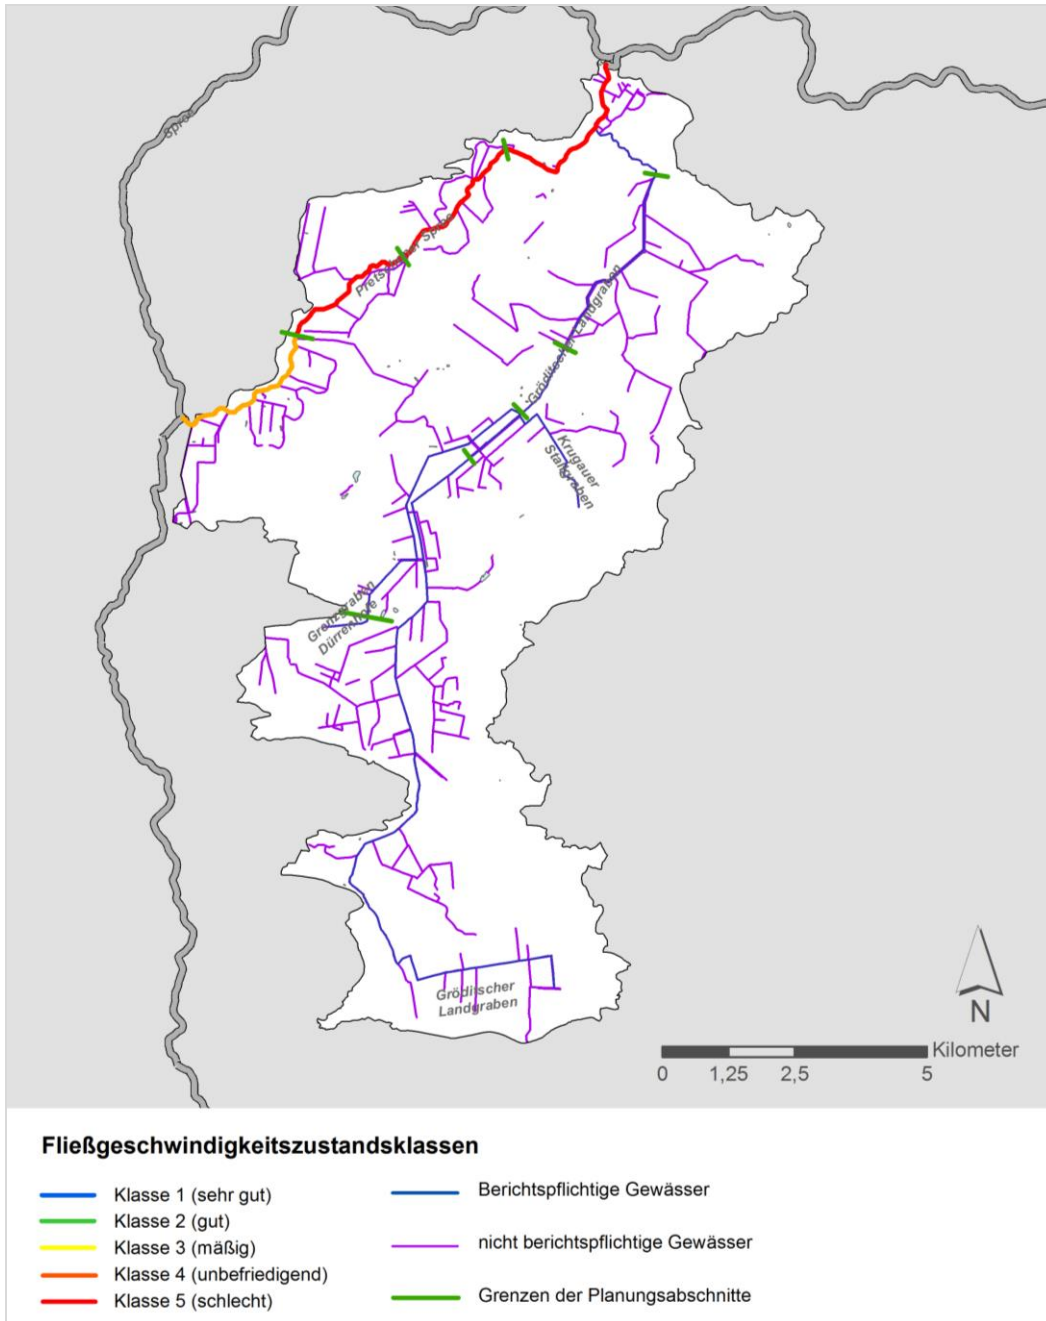 Spree
Pretschener Spree
Gröditscher Landgraben
Krugauer
Stallgraben
Grenzgraben
Dürrenhofe
Gröditscher
Landgraben
N
Kilometer
0 1,25 2,5 5
Fließgeschwindigkeitszustandsklassen
Klasse 1 (sehr gut)
Klasse 2 (gut)
Klasse 3 (mäßig)
Klasse 4 (unbefriedigend)
Klasse 5 (schlecht)
Berichtspflichtige Gewässer
nicht berichtspflichtige Gewässer
Grenzen der Planungsabschnitte